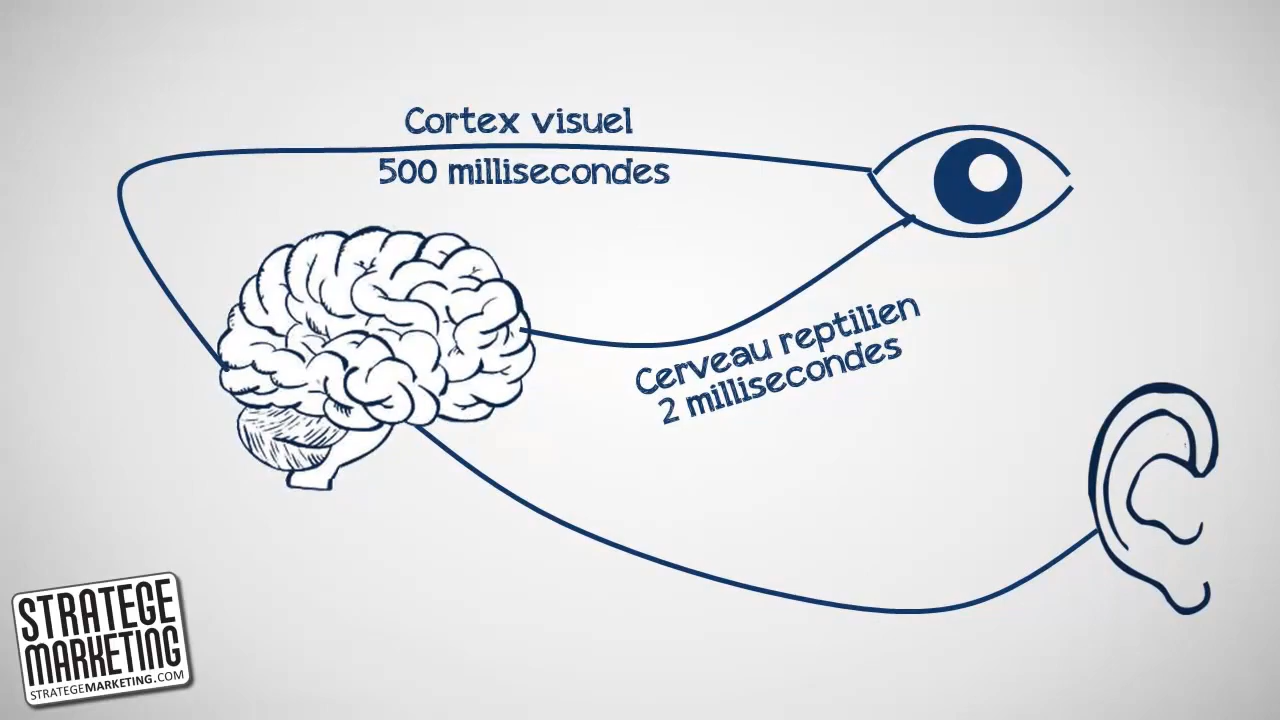 Cortex visuel
500 millisecondes
Cerveau reptilien
2 millisecondes
STRATEGE
MARKETING
STRATEGEMARKETING.COM